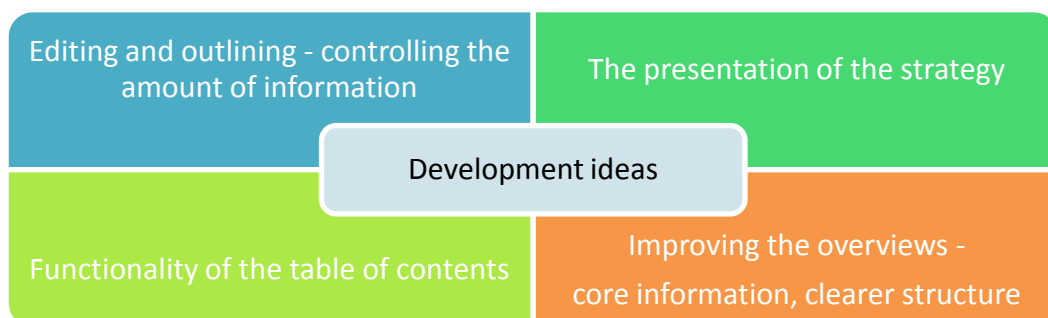 Editing and outlining - controlling the
amount of information
The presentation of the strategy
Development ideas
Functionality of the table of contents
Improving the overviews -
core information, clearer structure